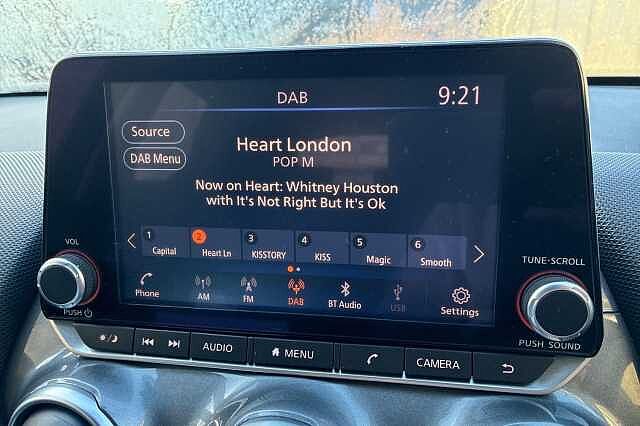 DAB
9:21
Source
DAB Menu
Heart London
POP M
Now on Heart: Whitney Houston
with It's Not Right But It's Ok
1 Capital
2 Heart Ln
3 KISSTORY
4 KISS
5 Magic
6 Smooth
Phone
AM
FM
DAB
BT Audio
USB
Settings
VOL
PUSH
TUNE·SCROLL
PUSH SOUND
AUDIO
MENU
CAMERA